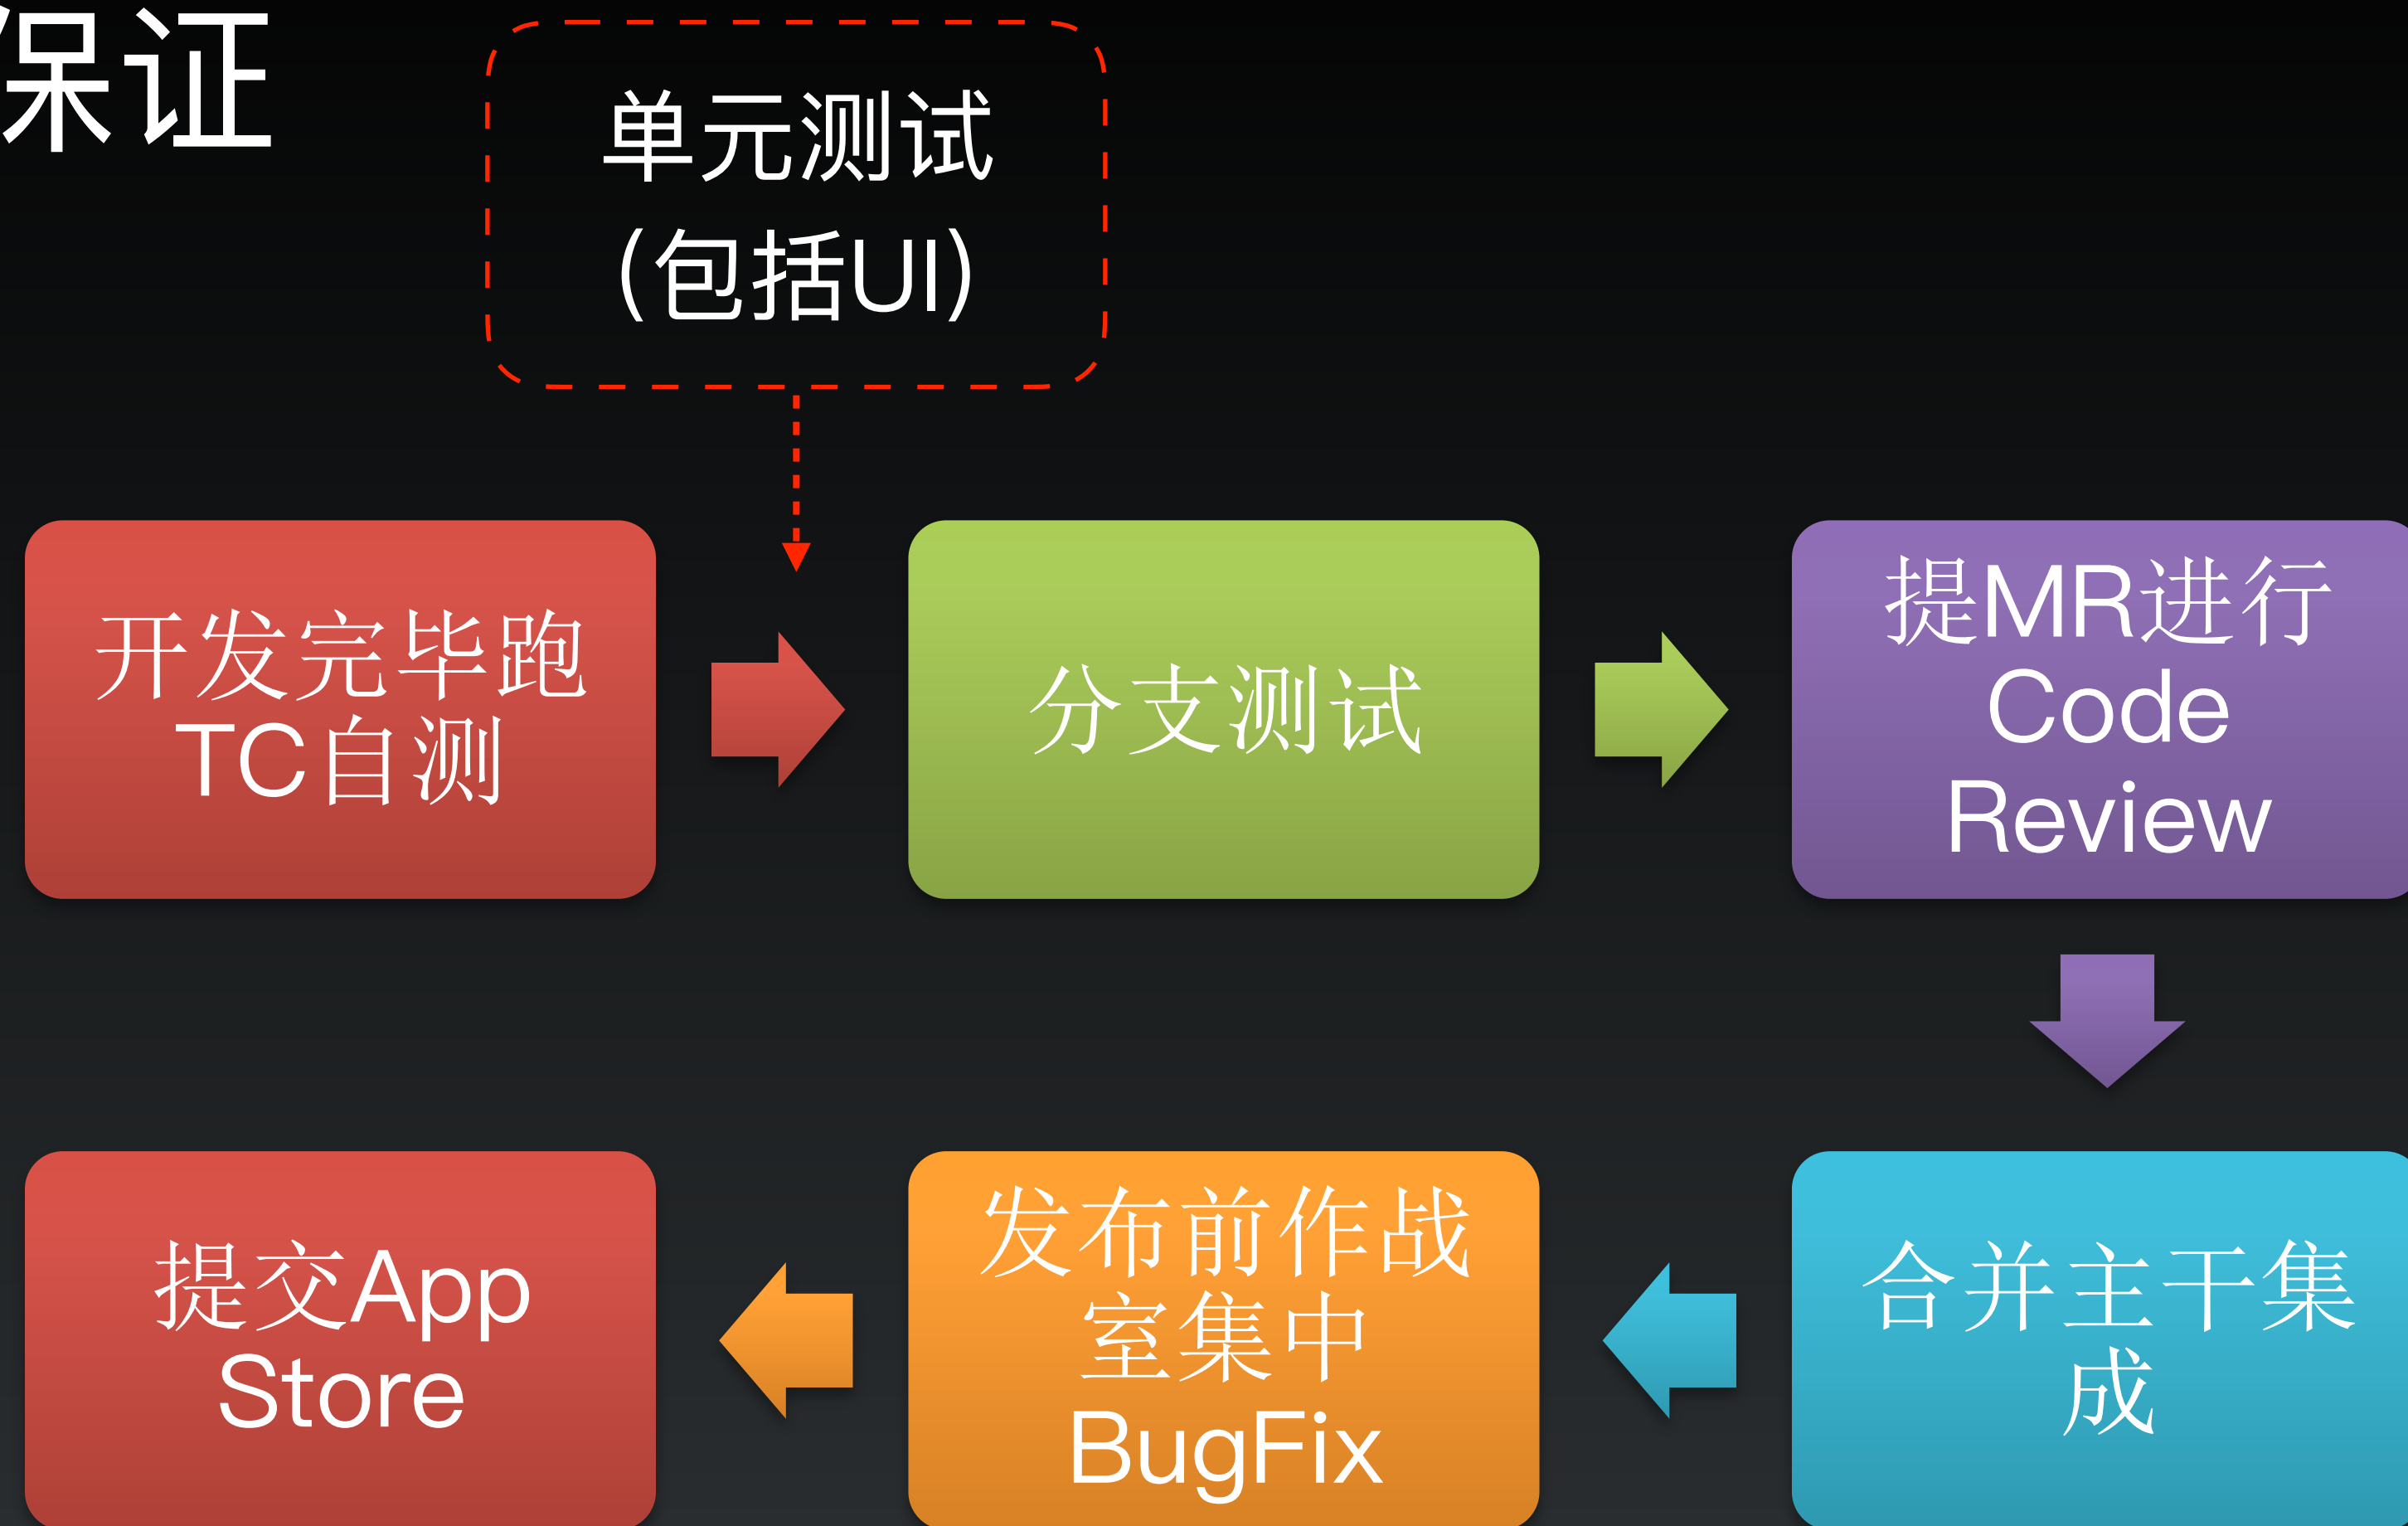 保证
单元测试
(包括UI)
开发完毕跑
TC自测
分支测试
提MR进行
Code
Review
合并主干集
成
发布前作战
室集中
BugFix
提交App
Store